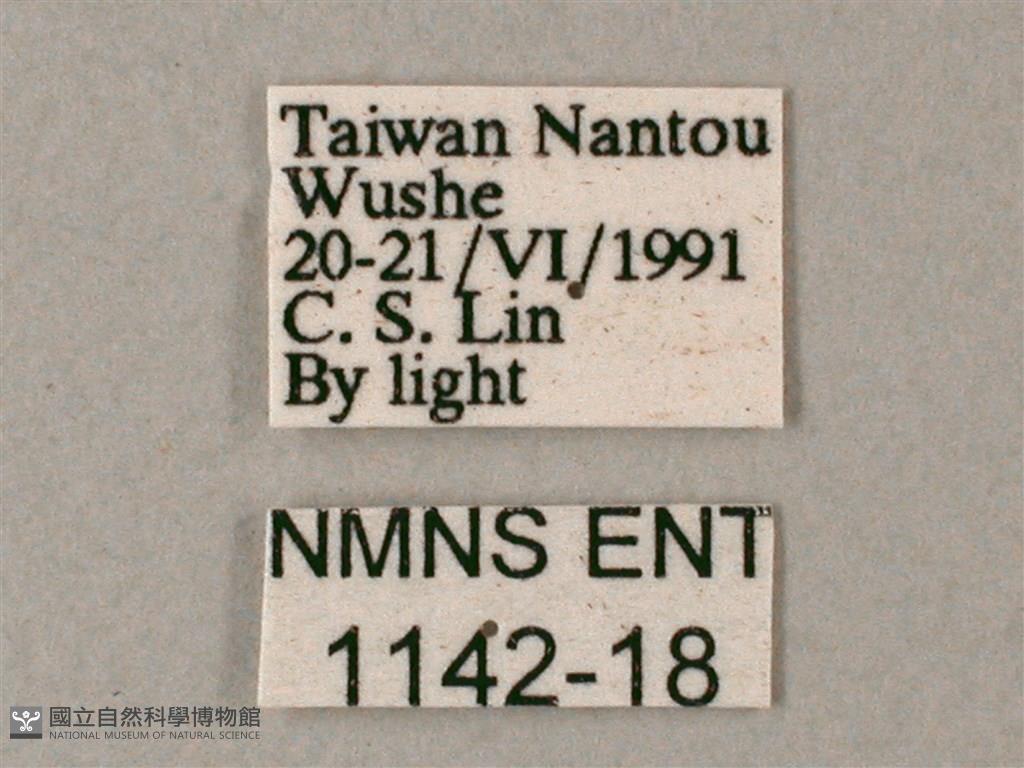 Taiwan Nantou
Wushe
20-21/VI/1991
C. S. Lin
By light
NMNS ENT
1142-18
國立自然科學博物館
NATIONAL MUSEUM OF NATURAL SCIENCE